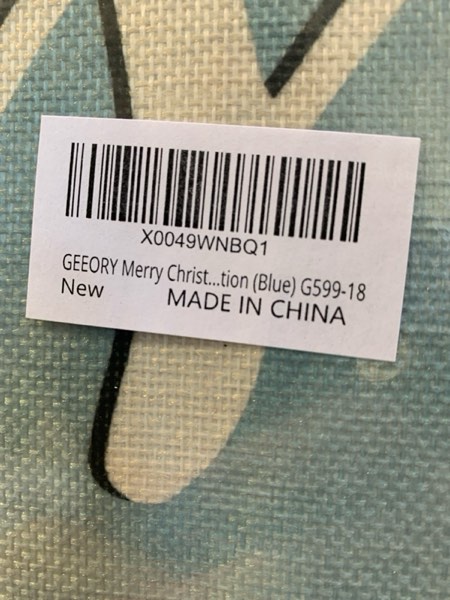 X0049WNBQ1
GEEORY Merry Christ...tion (Blue) G599-18
New
MADE IN CHINA